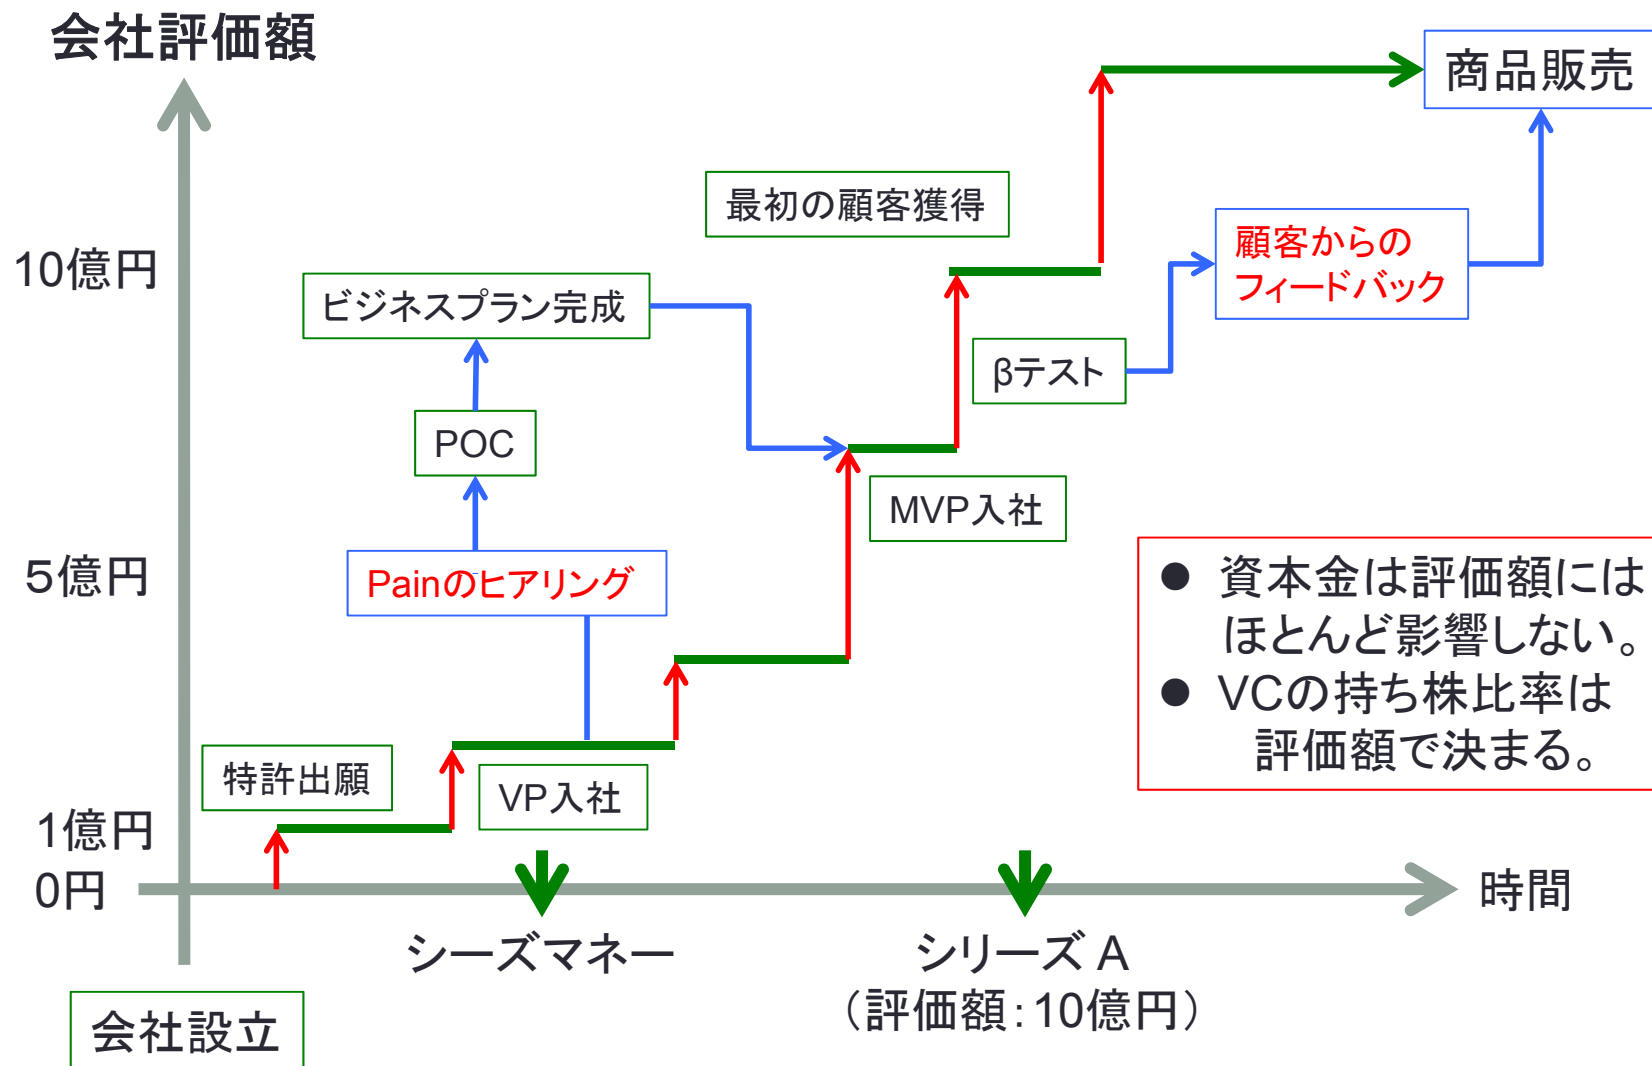 会社評価額
商品販売
最初の顧客獲得
10億円
顧客からの
フィードバック
ビジネスプラン完成
βテスト
POC
MVP入社
5億円
Painのヒアリング
● 資本金は評価額には
ほとんど影響しない。
● VCの持ち株比率は
評価額で決まる。
特許出願
VP入社
1億円
0円
時間
シーズマネー
シリーズ A
（評価額：10億円）
会社設立